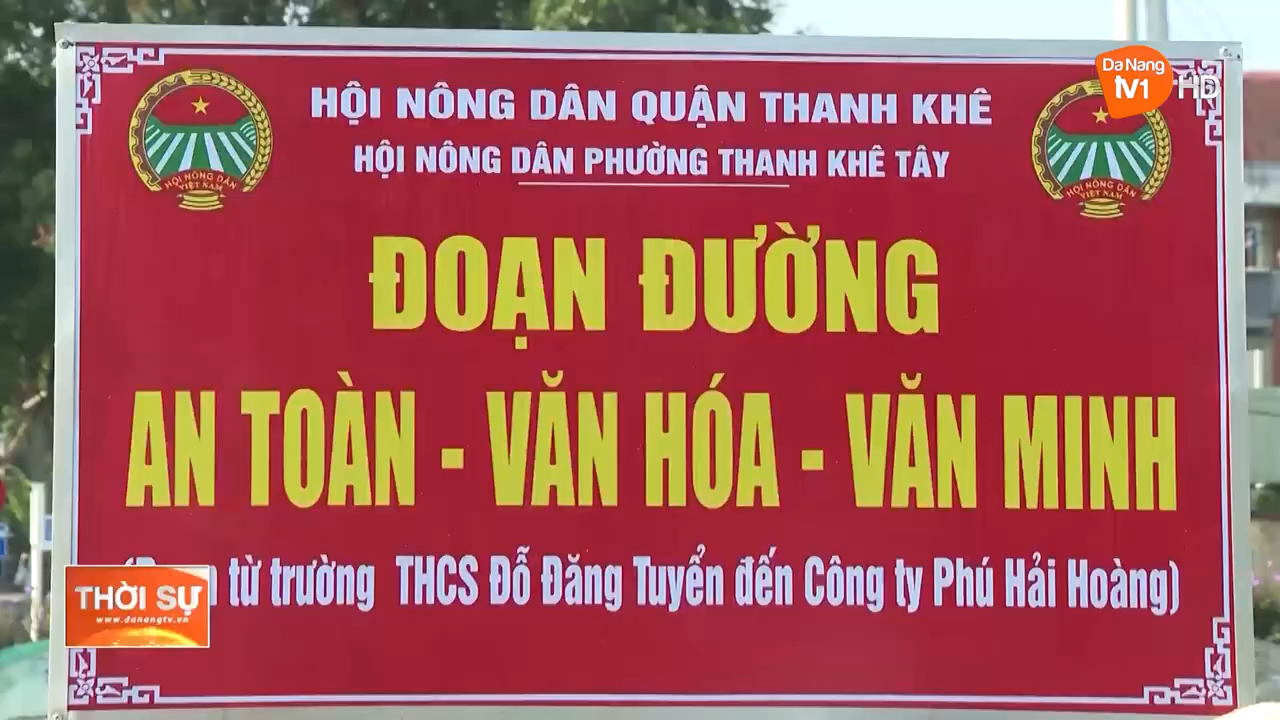 Da Nang
tv1 HD
HỘI NÔNG DÂN QUẬN THANH KHÊ
HỘI NÔNG DÂN PHƯỜNG THANH KHÊ TÂY
HỘI NÔNG DÂN
VIỆT NAM
HỘI NÔNG DÂN
VIỆT NAM
ĐOẠN ĐƯỜNG
AN TOÀN - VĂN HÓA - VĂN MINH
từ trường THCS Đỗ Đăng Tuyển đến Công ty Phú Hải Hoàng)
THỜI SỰ
www.danangtv.vn